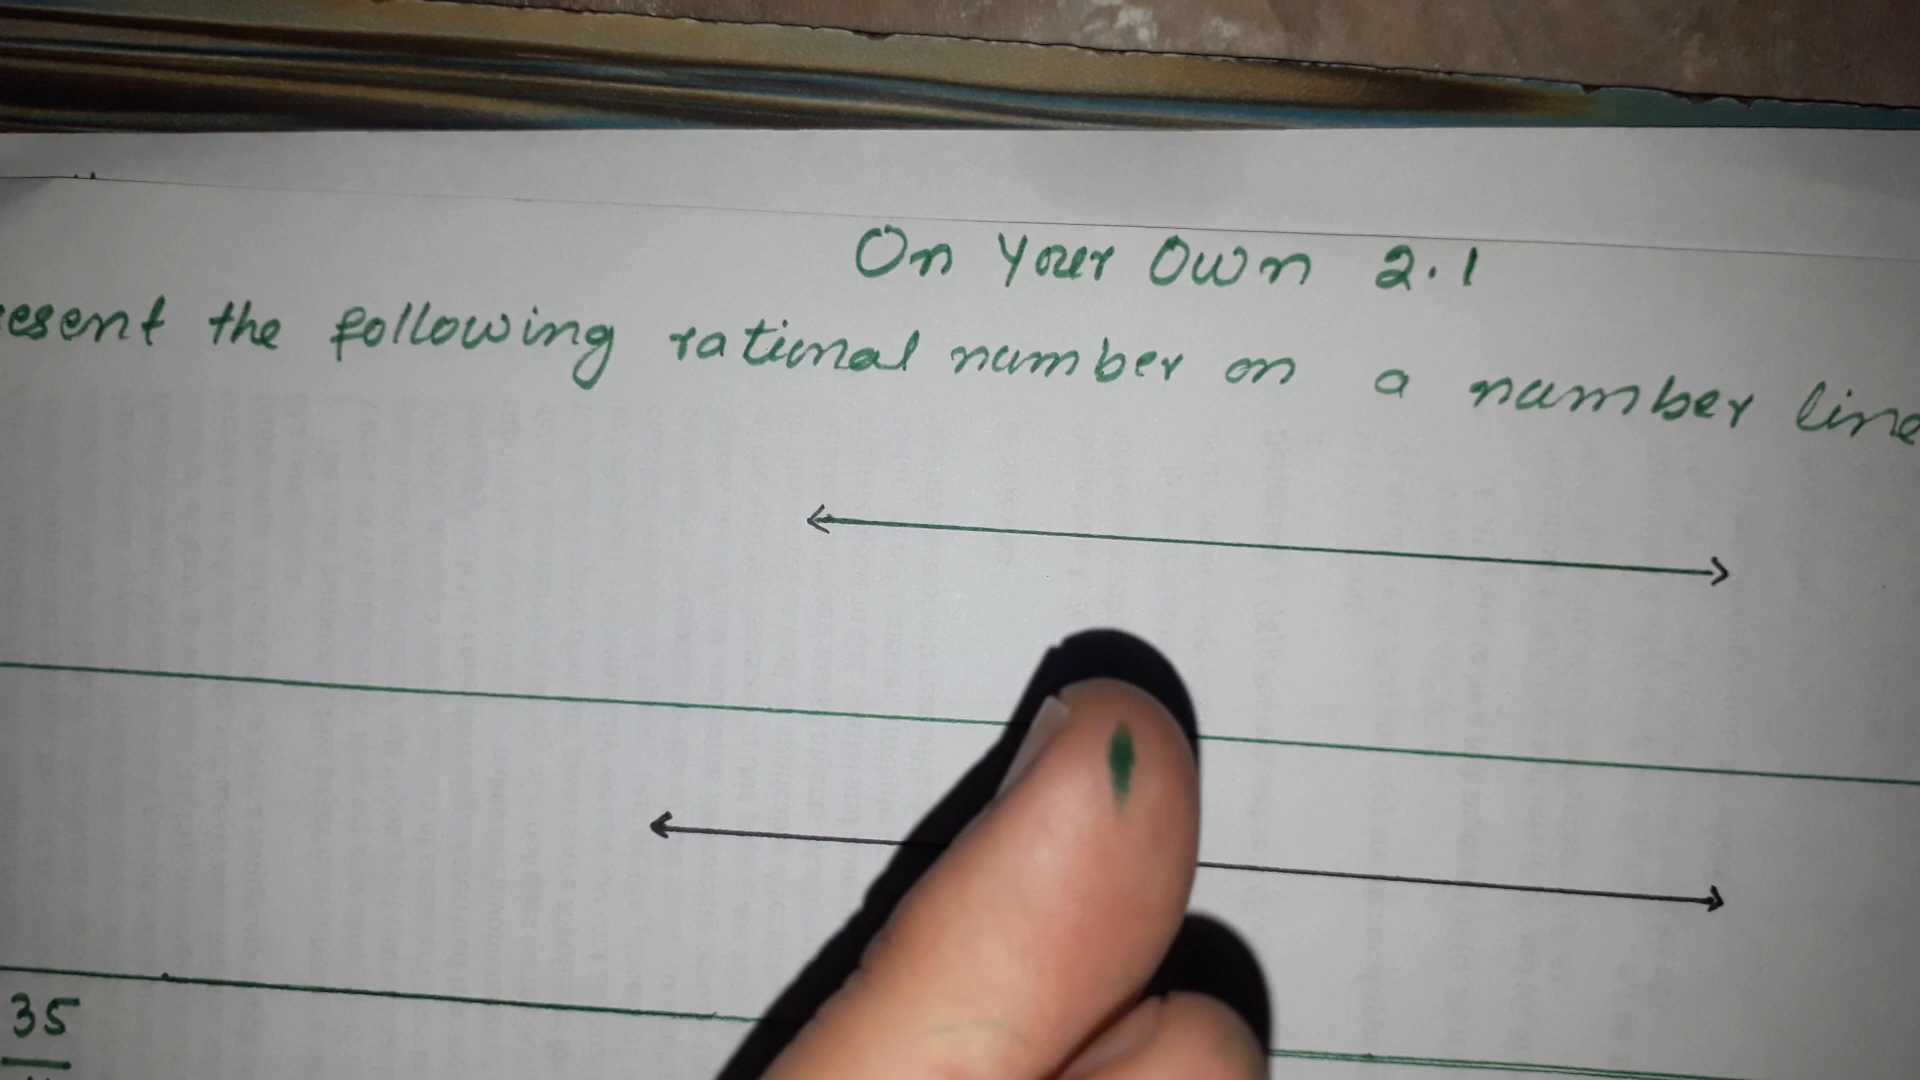 On Your Own 2.1
esent the following rational number on a number line
35